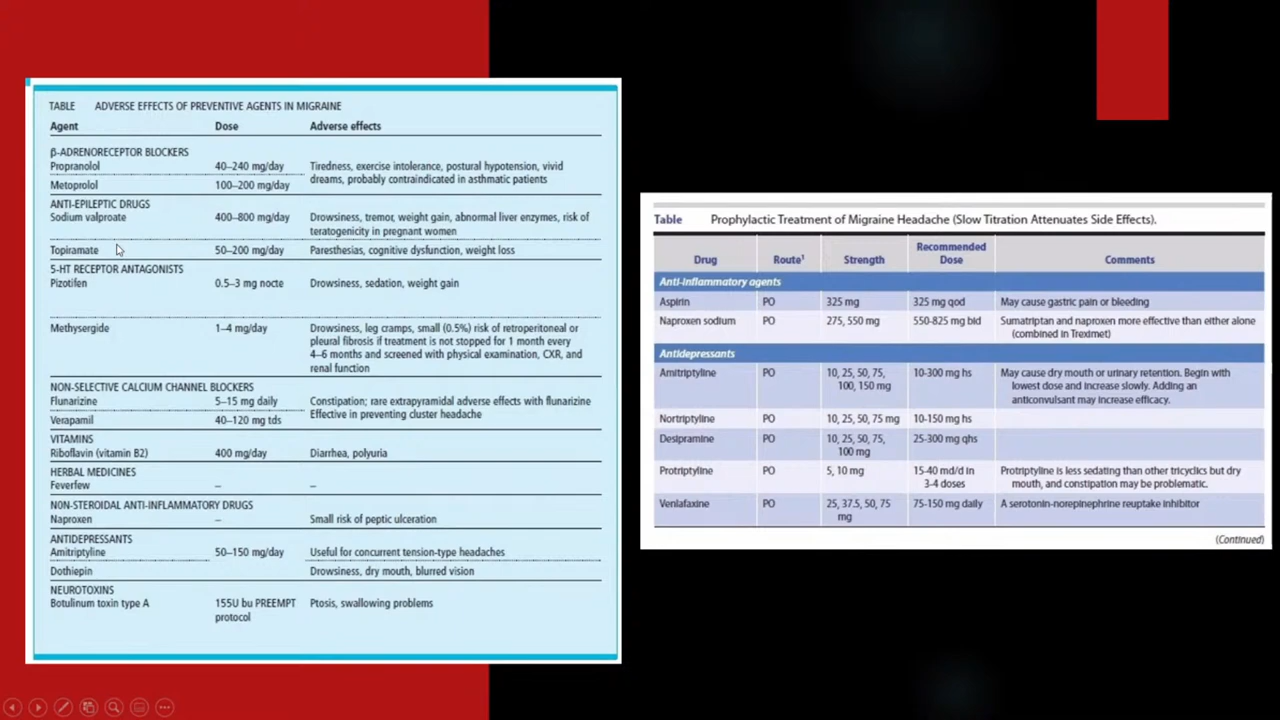 TABLE ADVERSE EFFECTS OF PREVENTIVE AGENTS IN MIGRAINE
Agent Dose Adverse effects
β-ADRENORECEPTOR BLOCKERS
Propranolol 40–240 mg/day Tiredness, exercise intolerance, postural hypotension, vivid
dreams, probably contraindicated in asthmatic patients
Metoprolol 100–200 mg/day
ANTI-EPILEPTIC DRUGS
Sodium valproate 400–800 mg/day Drowsiness, tremor, weight gain, abnormal liver enzymes, risk of
teratogenicity in pregnant women
Topiramate 50–200 mg/day Paresthesias, cognitive dysfunction, weight loss
5-HT RECEPTOR ANTAGONISTS
Pizotifen 0.5–3 mg nocte Drowsiness, sedation, weight gain
Methysergide 1–4 mg/day Drowsiness, leg cramps, small (0.5%) risk of retroperitoneal or
pleural fibrosis if treatment is not stopped for 1 month every
4–6 months and screened with physical examination, CXR, and
renal function
NON-SELECTIVE CALCIUM CHANNEL BLOCKERS
Flunarizine 5–15 mg daily Constipation; rare extrapyramidal adverse effects with flunarizine
Effective in preventing cluster headache
Verapamil 40–120 mg tds
VITAMINS
Riboflavin (vitamin B2) 400 mg/day Diarrhea, polyuria
HERBAL MEDICINES
Feverfew – –
NON-STEROIDAL ANTI-INFLAMMATORY DRUGS
Naproxen – Small risk of peptic ulceration
ANTIDEPRESSANTS
Amitriptyline 50–150 mg/day Useful for concurrent tension-type headaches
Dothiepin Drowsiness, dry mouth, blurred vision
NEUROTOXINS
Botulinum toxin type A 155U bu PREEMPT Ptosis, swallowing problems
protocol
Table Prophylactic Treatment of Migraine Headache (Slow Titration Attenuates Side Effects).
Drug Route¹ Strength Recommended Dose Comments
Anti-inflammatory agents
Aspirin PO 325 mg 325 mg qod May cause gastric pain or bleeding
Naproxen sodium PO 275, 550 mg 550-825 mg bid Sumatriptan and naproxen more effective than either alone
(combined in Treximet)
Antidepressants
Amitriptyline PO 10, 25, 50, 75, 10-300 mg hs May cause dry mouth or urinary retention. Begin with
100, 150 mg lowest dose and increase slowly. Adding an
anticonvulsant may increase efficacy.
Nortriptyline PO 10, 25, 50, 75 mg 10-150 mg hs
Desipramine PO 10, 25, 50, 75, 25-300 mg qhs
100 mg
Protriptyline PO 5, 10 mg 15-40 md/d in Protriptyline is less sedating than other tricyclics but dry
3-4 doses mouth, and constipation may be problematic.
Venlafaxine PO 25, 37.5, 50, 75 75-150 mg daily A serotonin-norepinephrine reuptake inhibitor
mg
(Continued)